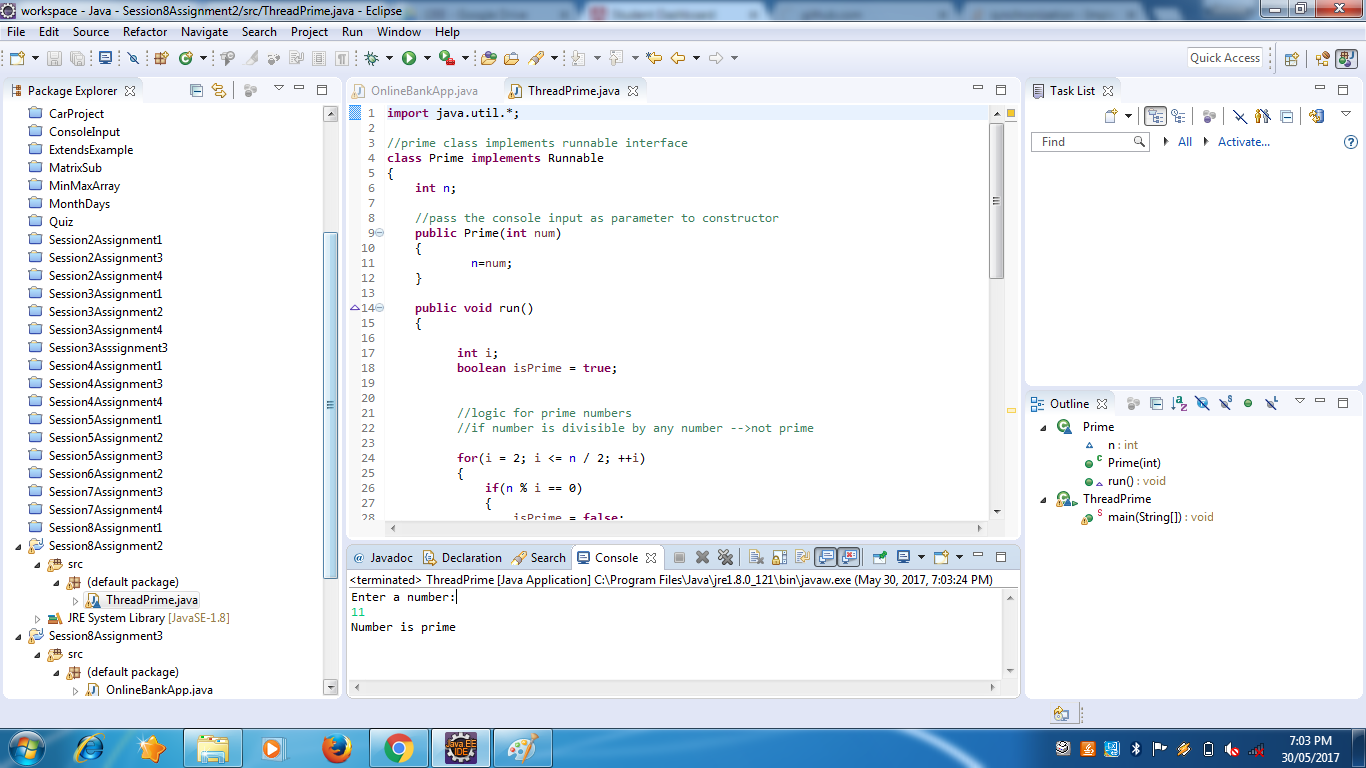 workspace - Java - Session8Assignment2/src/ThreadPrime.java - Eclipse
File Edit Source Refactor Navigate Search Project Run Window Help
Quick Access
Package Explorer
CarProject
ConsoleInput
ExtendsExample
MatrixSub
MinMaxArray
MonthDays
Quiz
Session2Assignment1
Session2Assignment3
Session2Assignment4
Session3Assignment1
Session3Assignment2
Session3Assignment4
Session3Asssignment3
Session4Assignment1
Session4Assignment3
Session4Assignment4
Session5Assignment1
Session5Assignment2
Session5Assignment3
Session6Assignment2
Session7Assignment3
Session7Assignment4
Session8Assignment1
Session8Assignment2
src
(default package)
ThreadPrime.java
JRE System Library [JavaSE-1.8]
Session8Assignment3
src
(default package)
OnlineBankApp.java
OnlineBankApp.java ThreadPrime.java
1 import java.util.*;
2
3 //prime class implements runnable interface
4 class Prime implements Runnable
5 {
6 int n;
7
8 //pass the console input as parameter to constructor
9 public Prime(int num)
10 {
11 n=num;
12 }
13
14 public void run()
15 {
16
17 int i;
18 boolean isPrime = true;
19
20
21 //logic for prime numbers
22 //if number is divisible by any number -->not prime
23
24 for(i = 2; i <= n / 2; ++i)
25 {
26 if(n % i == 0)
27 {
28 isPrime = false;
@ Javadoc Declaration Search Console
<terminated> ThreadPrime [Java Application] C:\Program Files\Java\jre1.8.0_121\bin\javaw.exe (May 30, 2017, 7:03:24 PM)
Enter a number:
11
Number is prime
Task List
Find All Activate...
Outline
Prime
n : int
Prime(int)
run() : void
ThreadPrime
main(String[]) : void
Java EE
IDE
7:03 PM
30/05/2017